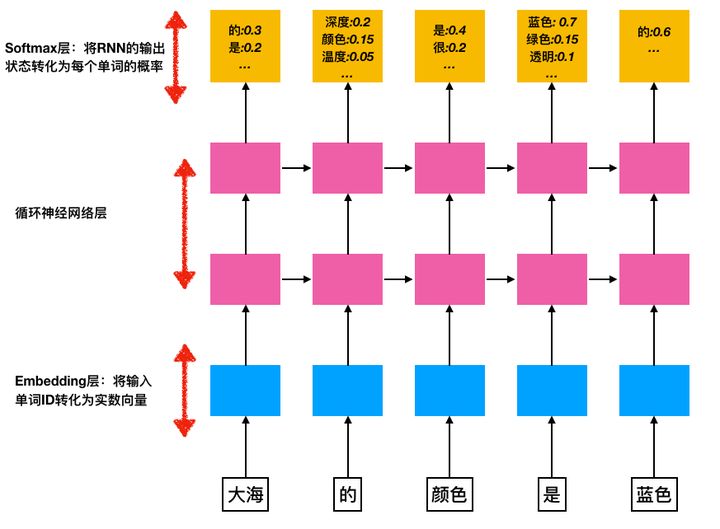 Softmax层：将RNN的输出
状态转化为每个单词的概率
的:0.3
是:0.2
...
深度:0.2
颜色:0.15
温度:0.05
...
是:0.4
很:0.2
...
蓝色: 0.7
绿色:0.15
透明:0.1
...
的:0.6
...
循环神经网络层
Embedding层：将输入
单词ID转化为实数向量
大海
的
颜色
是
蓝色